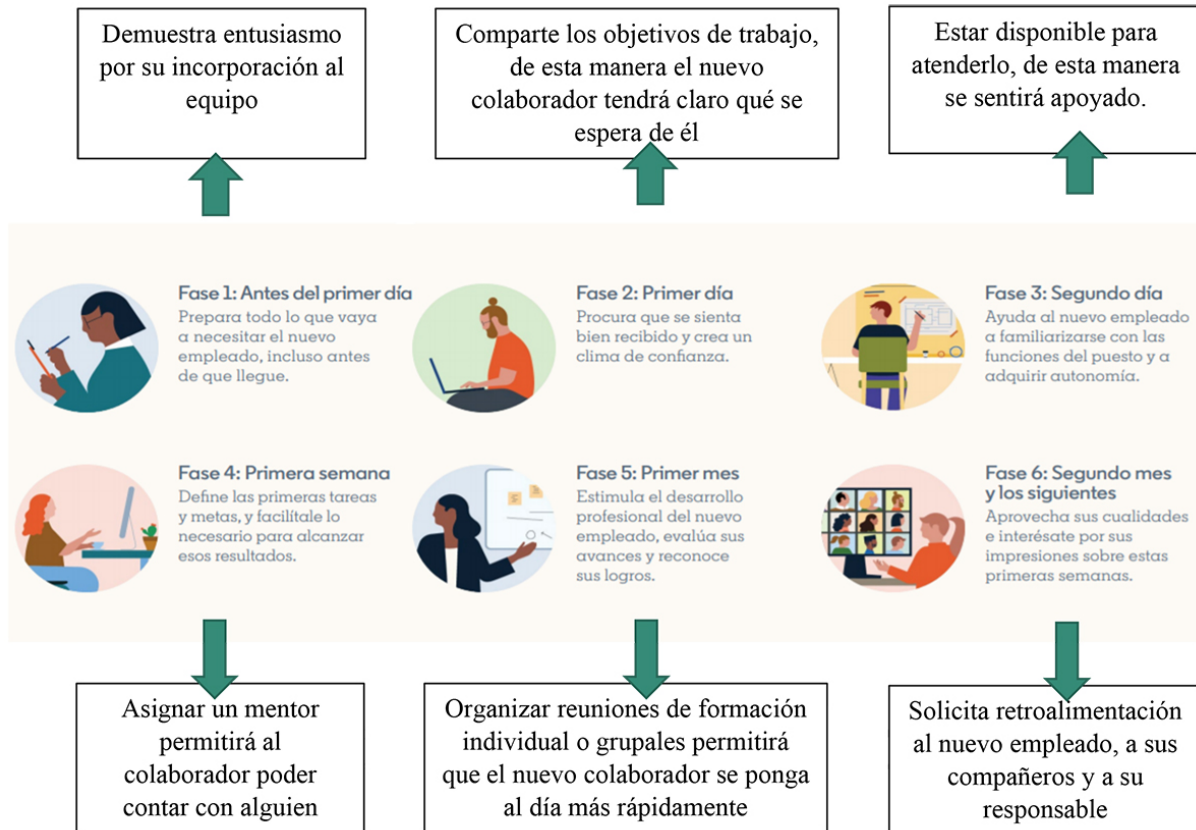 Demuestra entusiasmo
por su incorporación al
equipo
Comparte los objetivos de trabajo,
de esta manera el nuevo
colaborador tendrá claro qué se
espera de él
Estar disponible para
atenderlo, de esta manera
se sentirá apoyado.
Fase 1: Antes del primer día
Prepara todo lo que vaya
a necesitar el nuevo
empleado, incluso antes
de que llegue.
Fase 2: Primer día
Procura que se sienta
bien recibido y crea un
clima de confianza.
Fase 3: Segundo día
Ayuda al nuevo empleado
a familiarizarse con las
funciones del puesto y a
adquirir autonomía.
Fase 4: Primera semana
Define las primeras tareas
y metas, y facilítale lo
necesario para alcanzar
esos resultados.
Fase 5: Primer mes
Estimula el desarrollo
profesional del nuevo
empleado, evalúa sus
avances y reconoce
sus logros.
Fase 6: Segundo mes
y los siguientes
Aprovecha sus cualidades
e interésate por sus
impresiones sobre estas
primeras semanas.
Asignar un mentor
permitirá al
colaborador poder
contar con alguien
Organizar reuniones de formación
individual o grupales permitirá
que el nuevo colaborador se ponga
al día más rápidamente
Solicita retroalimentación
al nuevo empleado, a sus
compañeros y a su
responsable